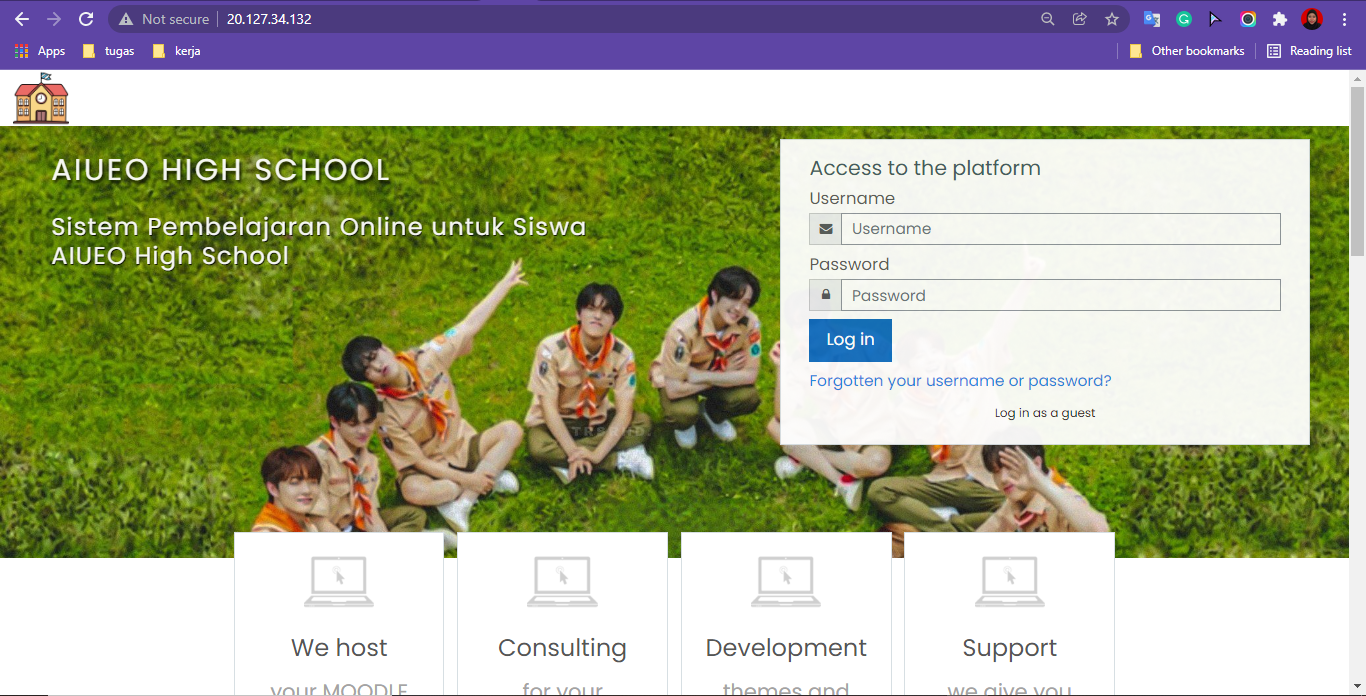 Not secure
20.127.34.132
Apps
tugas
kerja
Other bookmarks
Reading list
AIUEO HIGH SCHOOL
Sistem Pembelajaran Online untuk Siswa
AIUEO High School
Access to the platform
Username
Username
Password
Password
Log in
Forgotten your username or password?
Log in as a guest
We host
your MOODLE
Consulting
for your
Development
themes and
Support
we give you